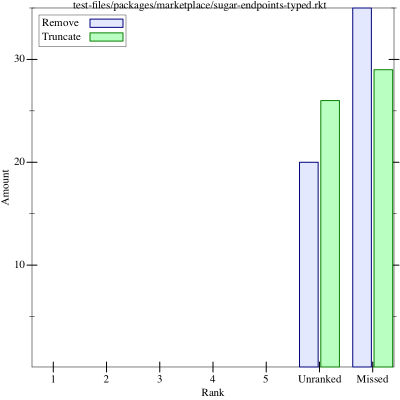 test-files/packages/marketplace/sugar-endpoints-typed.rkt
Remove
Truncate
30
20
10
Amount
1 2 3 4 5 Unranked Missed
Rank